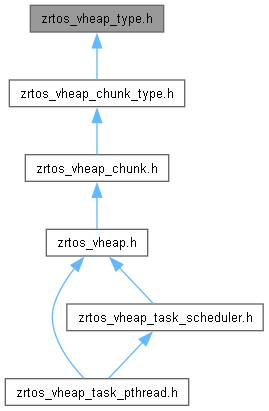 zrtos_vheap_type.h
zrtos_vheap_chunk_type.h
zrtos_vheap_chunk.h
zrtos_vheap.h
zrtos_vheap_task_scheduler.h
zrtos_vheap_task_pthread.h